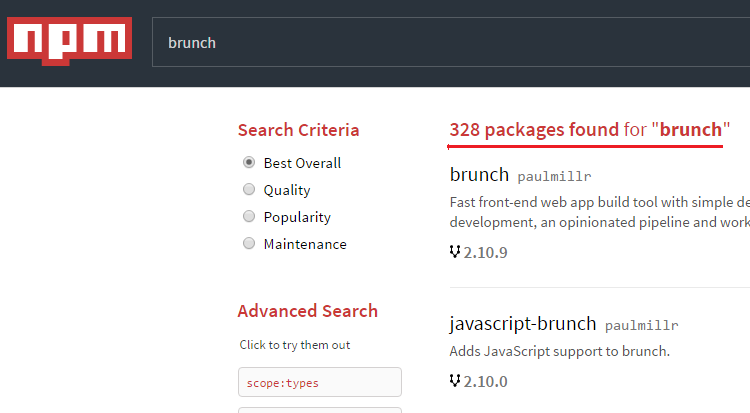 npm
brunch
Search Criteria
Best Overall
Quality
Popularity
Maintenance
Advanced Search
Click to try them out
scope:types
328 packages found for "brunch"
brunch paulmillr
Fast front-end web app build tool with simple de
development, an opinionated pipeline and work
2.10.9
javascript-brunch paulmillr
Adds JavaScript support to brunch.
2.10.0